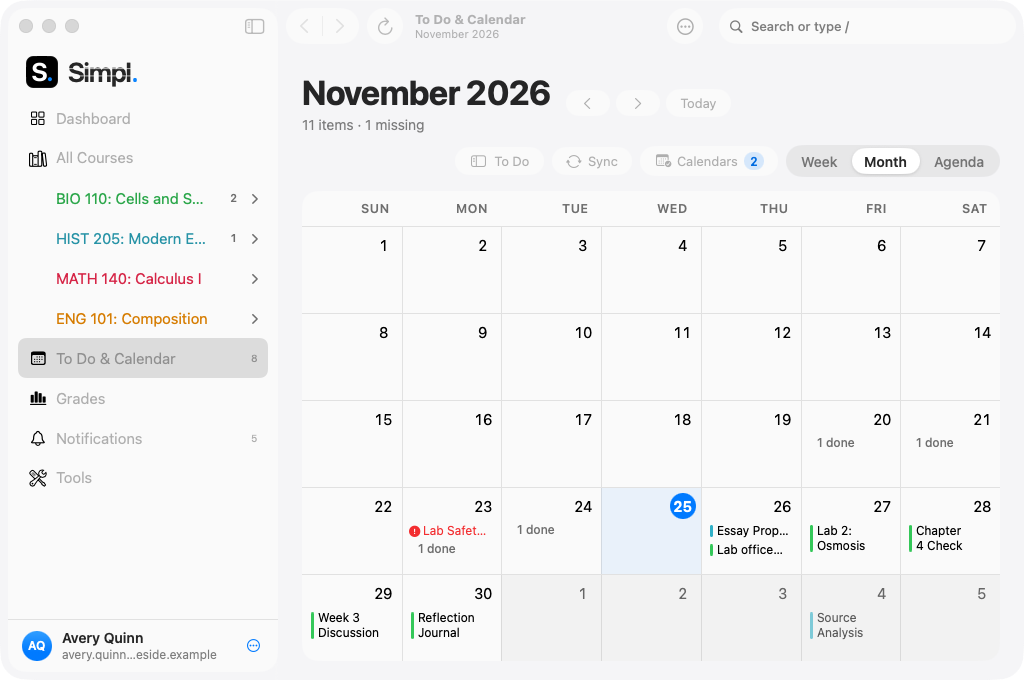 To Do & Calendar
November 2026
Search or type /
S. Simpl.
Dashboard
All Courses
BIO 110: Cells and S... 2
HIST 205: Modern E... 1
MATH 140: Calculus I
ENG 101: Composition
To Do & Calendar 8
Grades
Notifications 5
Tools
AQ
Avery Quinn
avery.quinn...eside.example
November 2026
Today
11 items · 1 missing
To Do
Sync
Calendars 2
Week Month Agenda
SUN MON TUE WED THU FRI SAT
1 2 3 4 5 6 7
8 9 10 11 12 13 14
15 16 17 18 19 20 21
1 done 1 done
22 23 24 25 26 27 28
Lab Safet...
1 done
1 done
Essay Prop...
Lab office...
Lab 2:
Osmosis
Chapter
4 Check
29 30 1 2 3 4 5
Week 3
Discussion
Reflection
Journal
Source
Analysis